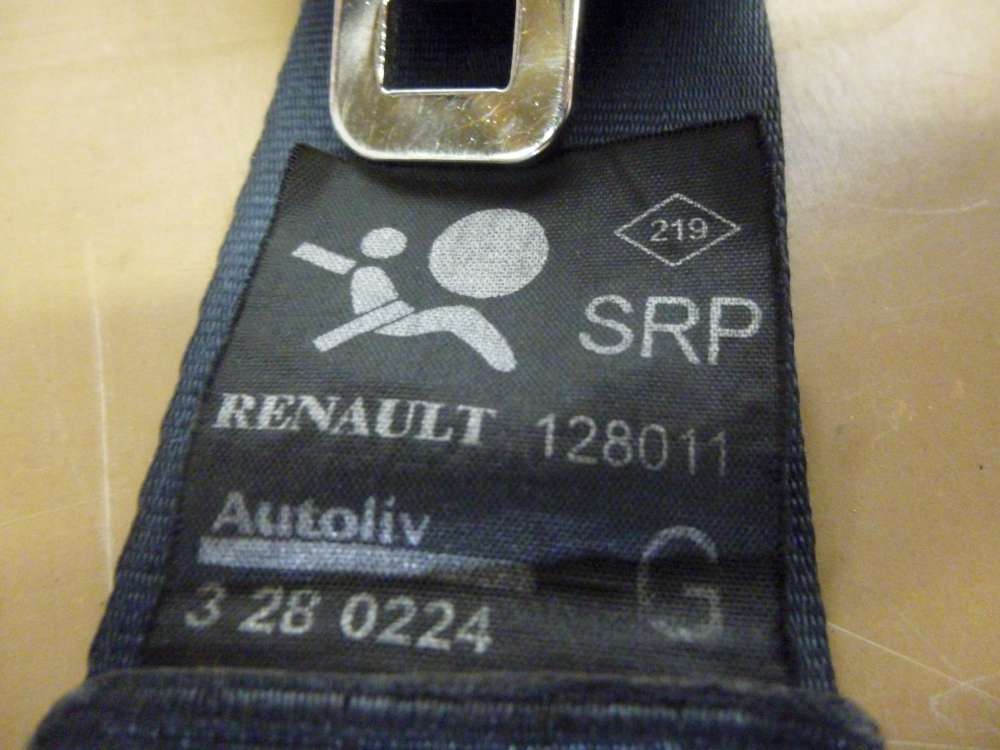 219
SRP
RENAULT 128011
Autoliv
G
3 28 0224